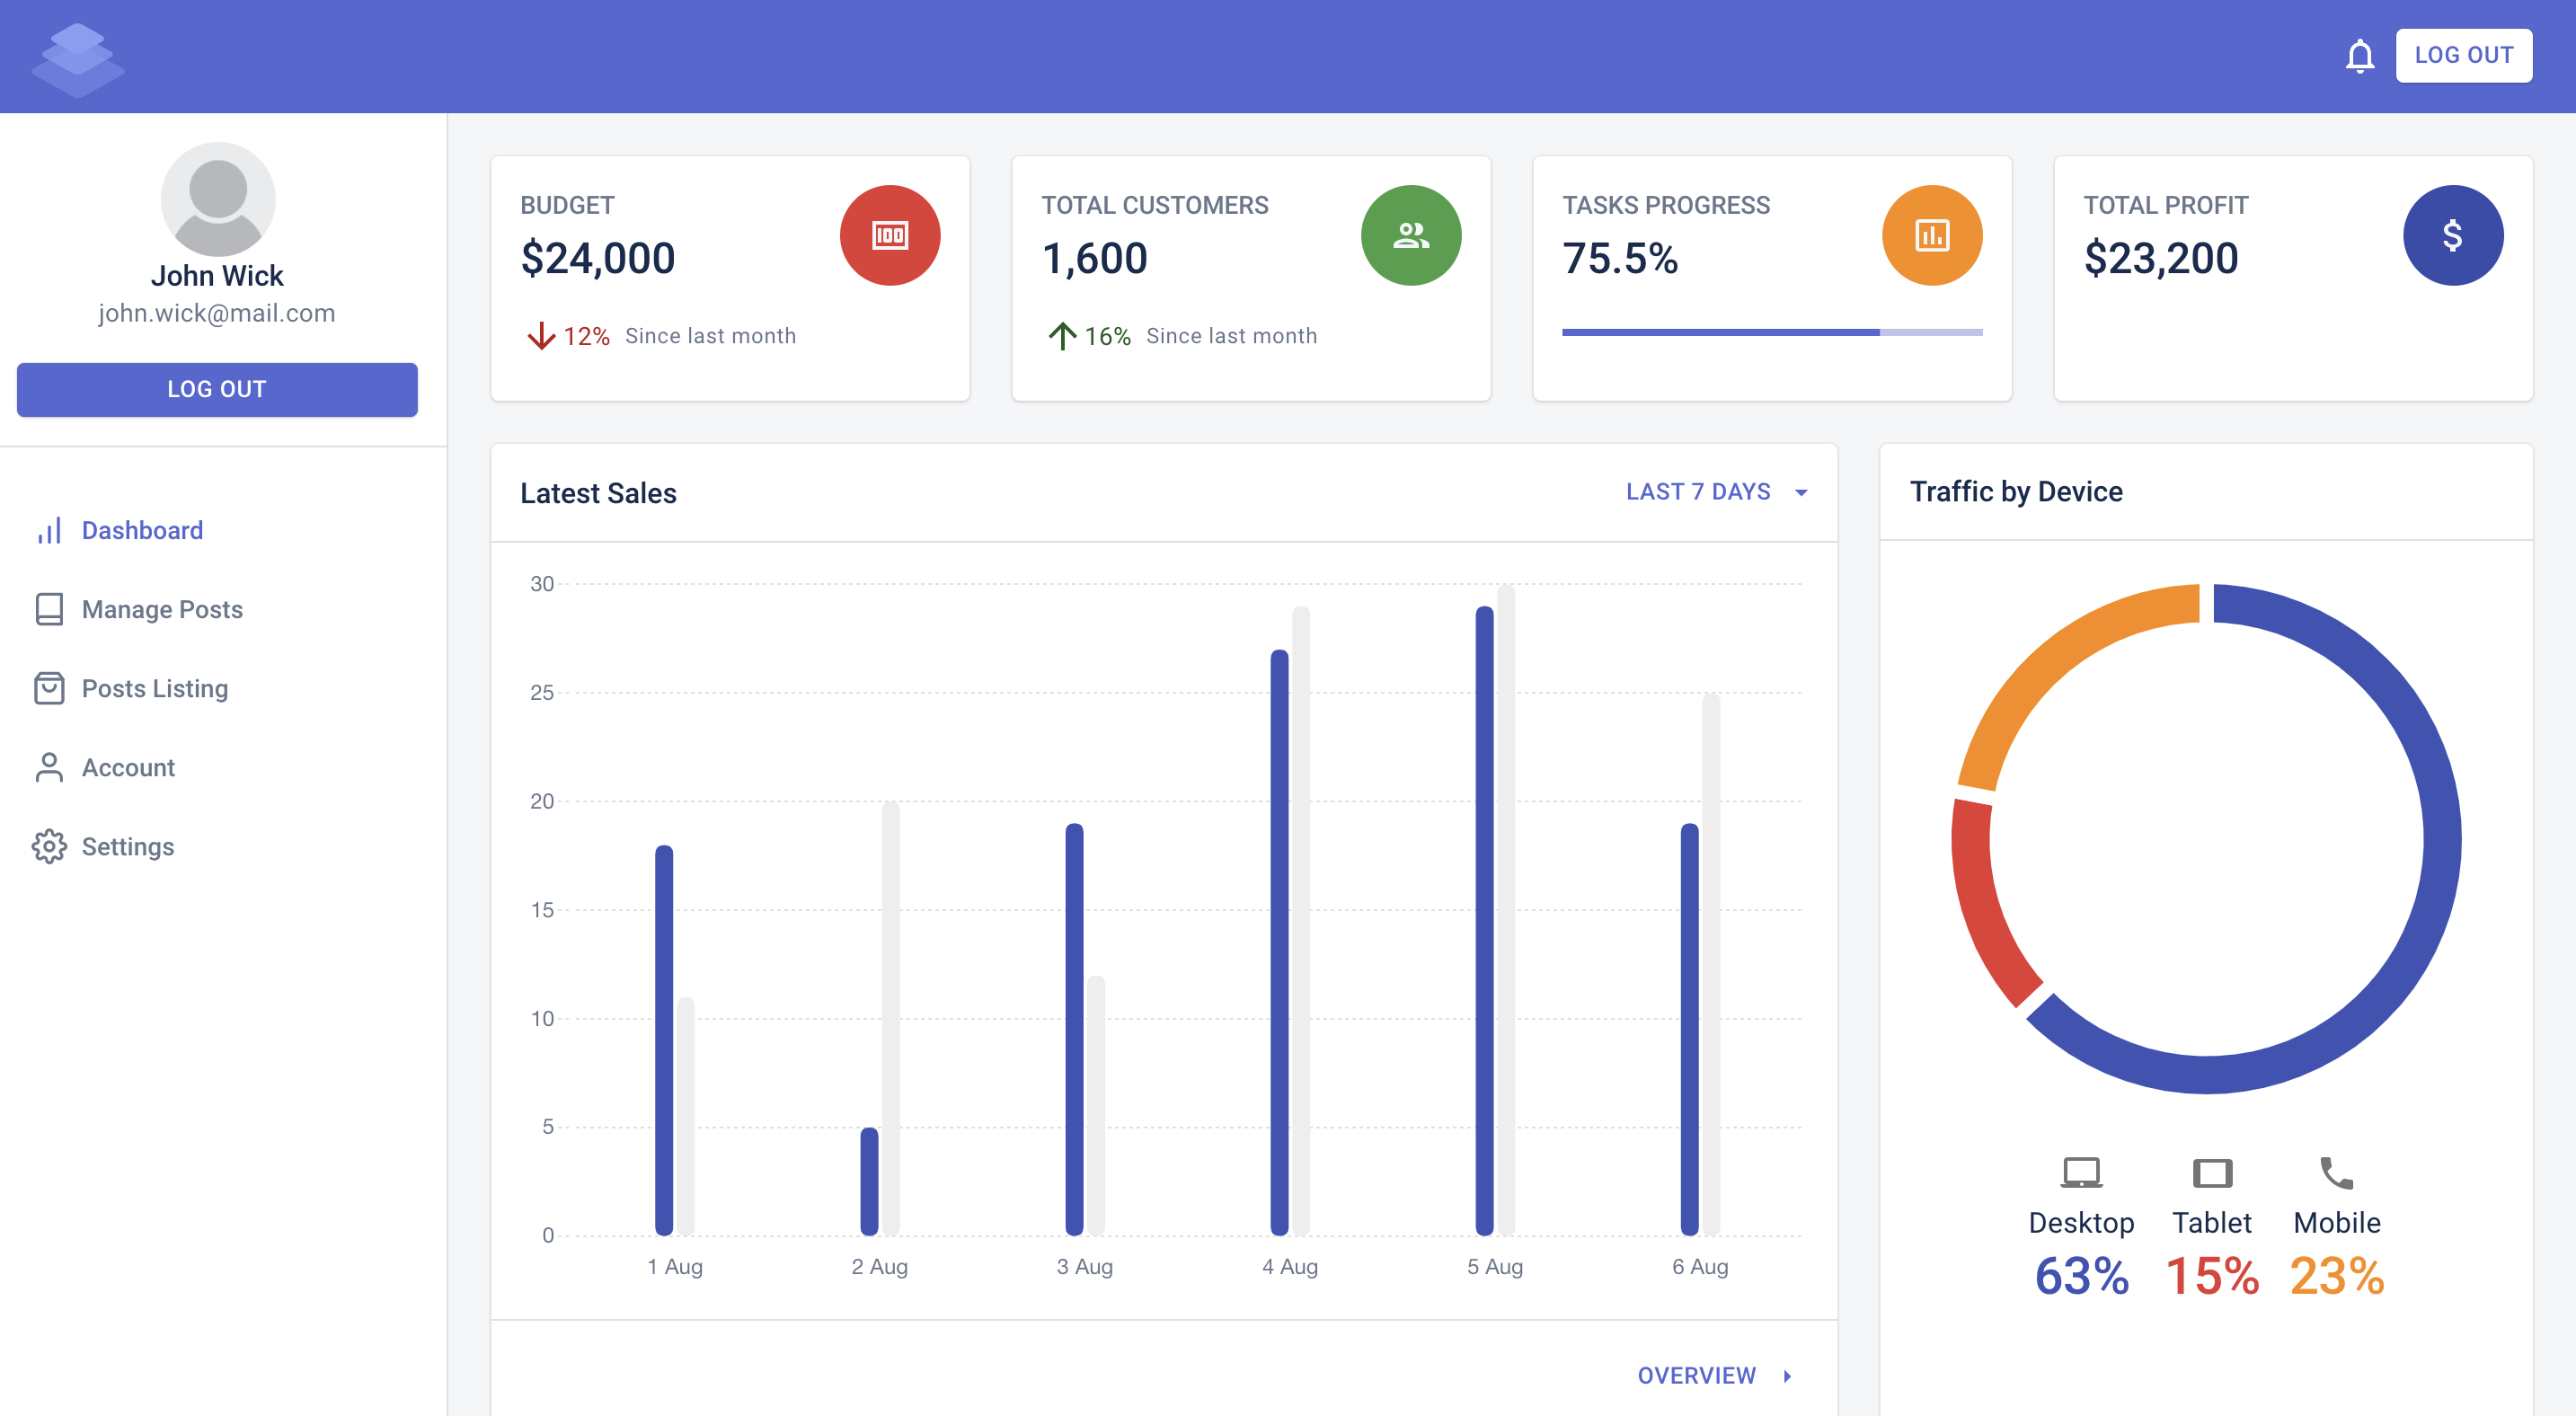 LOG OUT
John Wick
john.wick@mail.com
LOG OUT
Dashboard
Manage Posts
Posts Listing
Account
Settings
BUDGET
$24,000
12% Since last month
100
TOTAL CUSTOMERS
1,600
16% Since last month
TASKS PROGRESS
75.5%
TOTAL PROFIT
$23,200
$
Latest Sales
LAST 7 DAYS
30
25
20
15
10
5
0
1 Aug 2 Aug 3 Aug 4 Aug 5 Aug 6 Aug
OVERVIEW
Traffic by Device
Desktop Tablet Mobile
63% 15% 23%